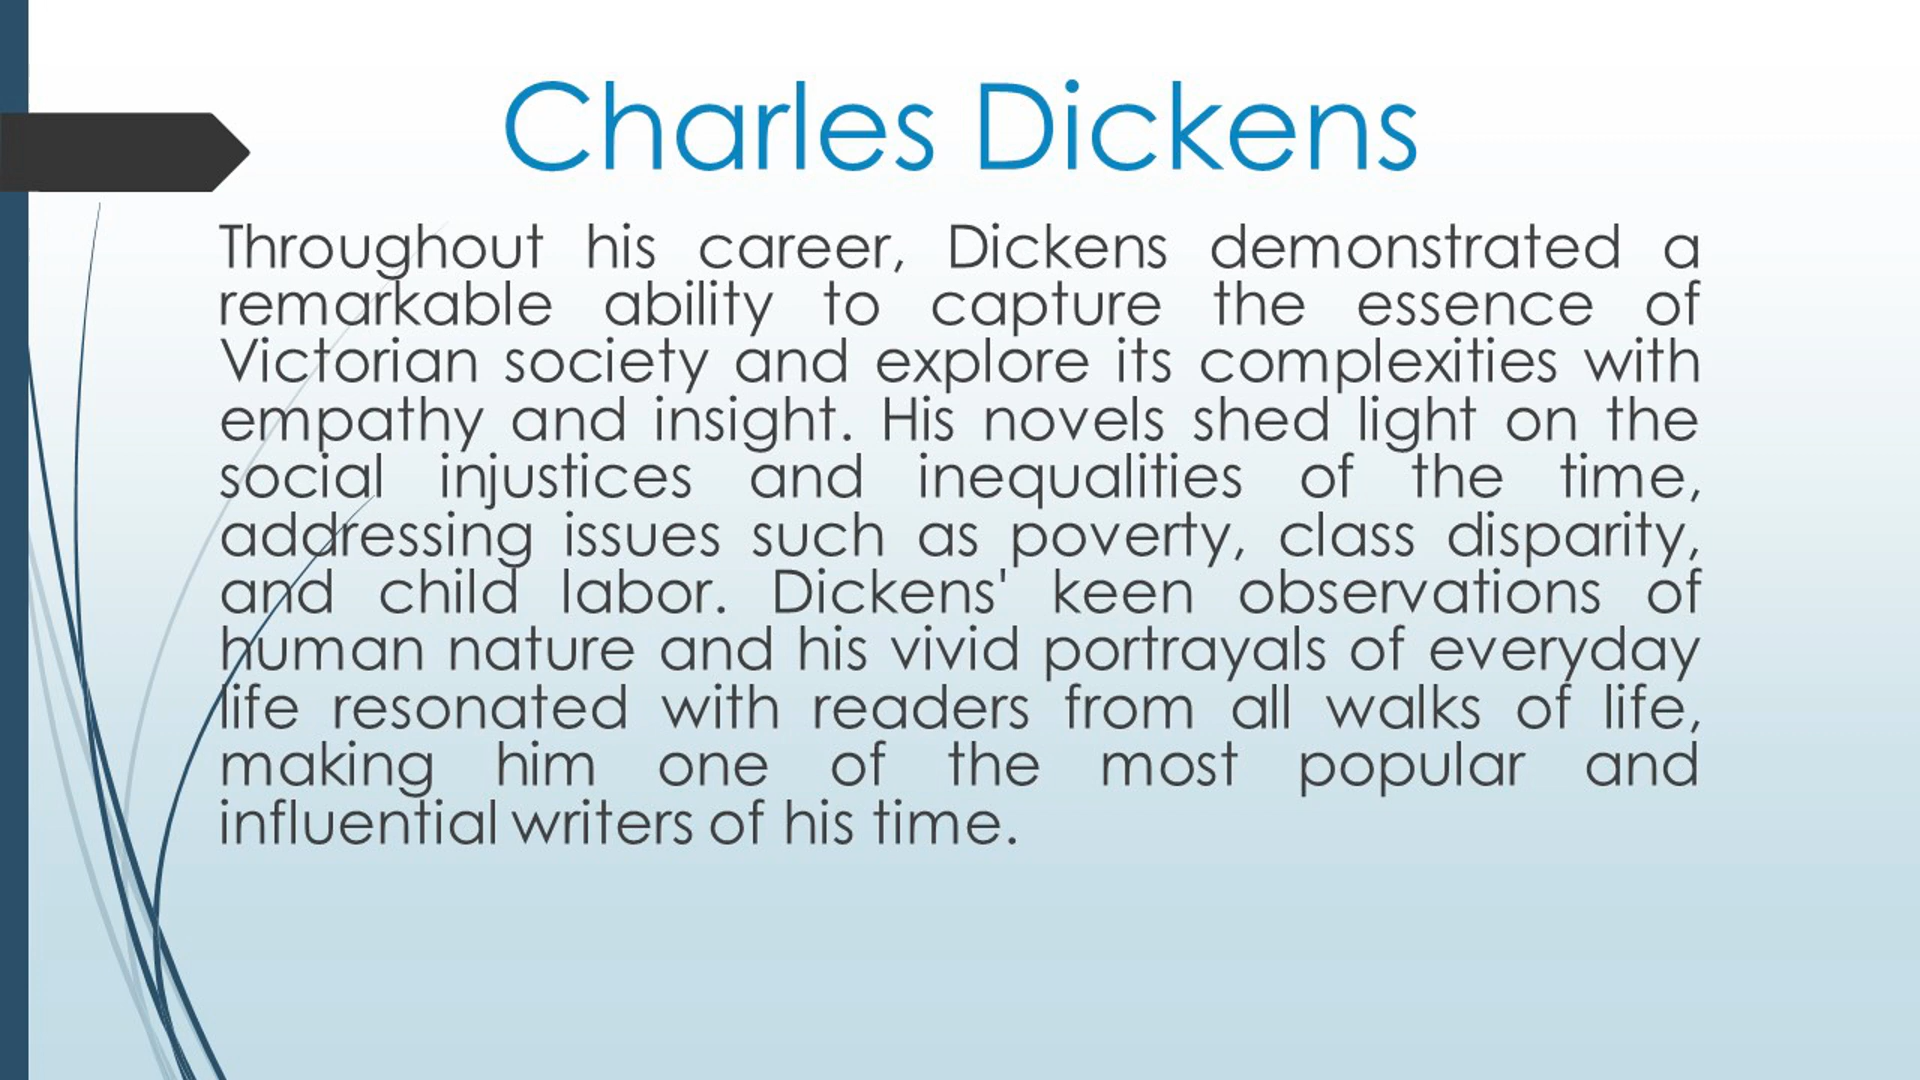 Charles Dickens
Throughout his career, Dickens demonstrated a
remarkable ability to capture the essence of
Victorian society and explore its complexities with
empathy and insight. His novels shed light on the
social injustices and inequalities of the time,
addressing issues such as poverty, class disparity,
and child labor. Dickens' keen observations of
human nature and his vivid portrayals of everyday
life resonated with readers from all walks of life,
making him one of the most popular and
influential writers of his time.